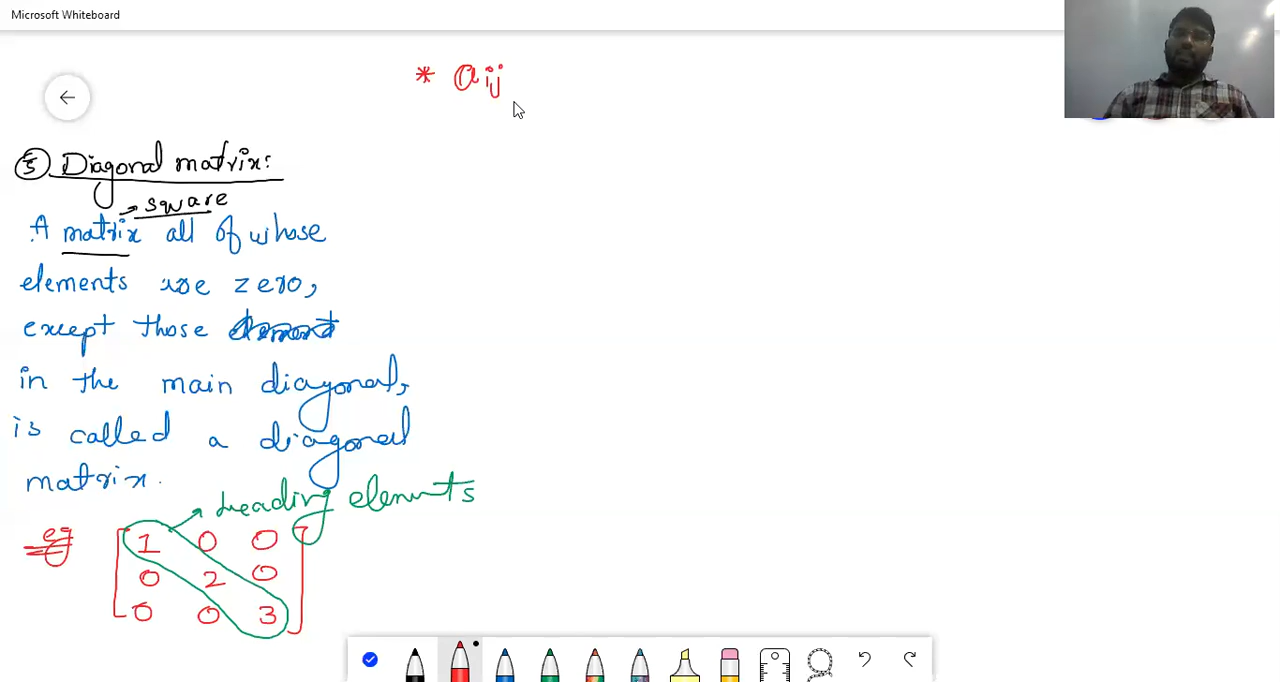 Microsoft Whiteboard
* aij
⑤ Diagonal matrix:
square
A matrix all of whose
elements are zero,
except those element
in the main diagonal,
is called a diagonal
matrix.
Leading elements
eg
1 0 0
0 2 0
0 0 3